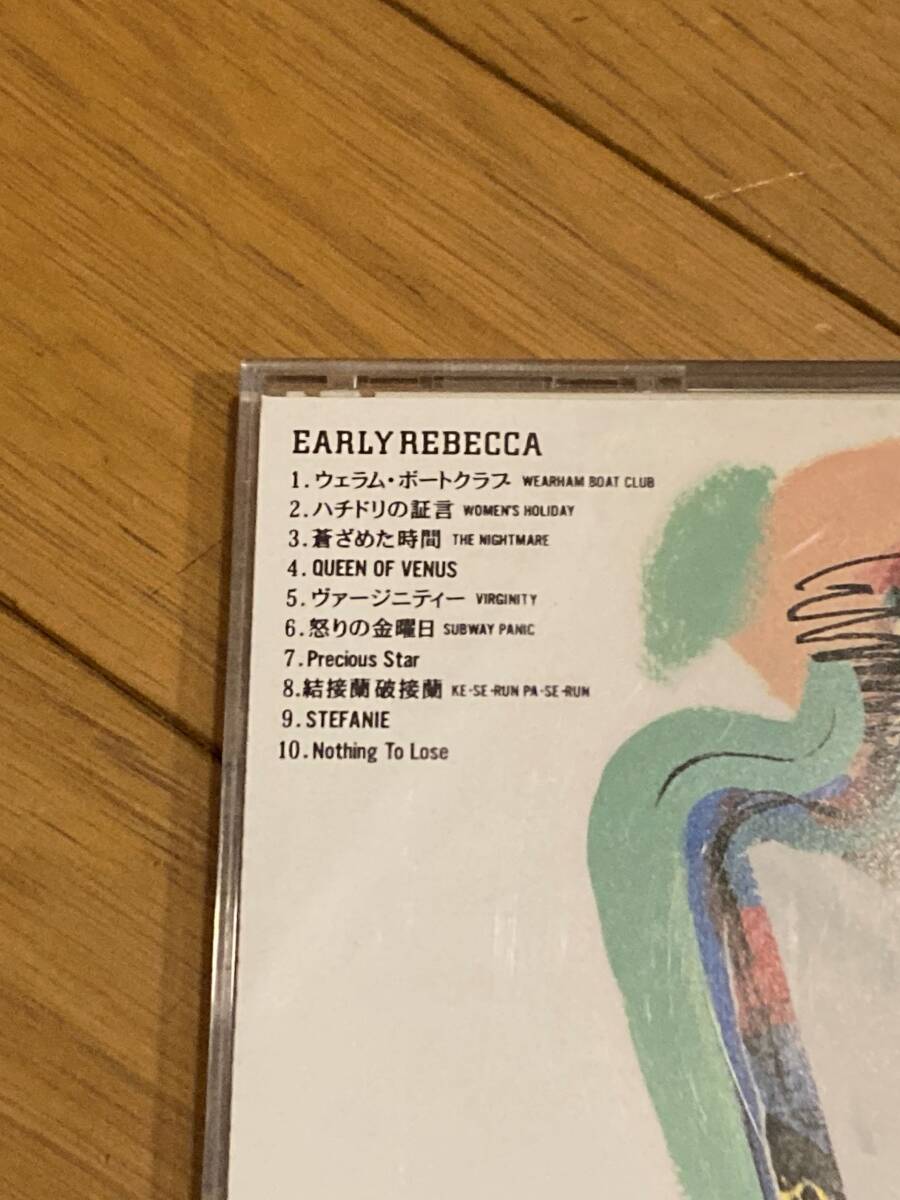 EARLY REBECCA
1. ウェラム・ボートクラブ WEARHAM BOAT CLUB
2. ハチドリの証言 WOMEN'S HOLIDAY
3. 蒼ざめた時間 THE NIGHTMARE
4. QUEEN OF VENUS
5. ヴァージニティー VIRGINITY
6. 怒りの金曜日 SUBWAY PANIC
7. Precious Star
8. 結接蘭破接蘭 KE-SE-RUN PA-SE-RUN
9. STEFANIE
10. Nothing To Lose